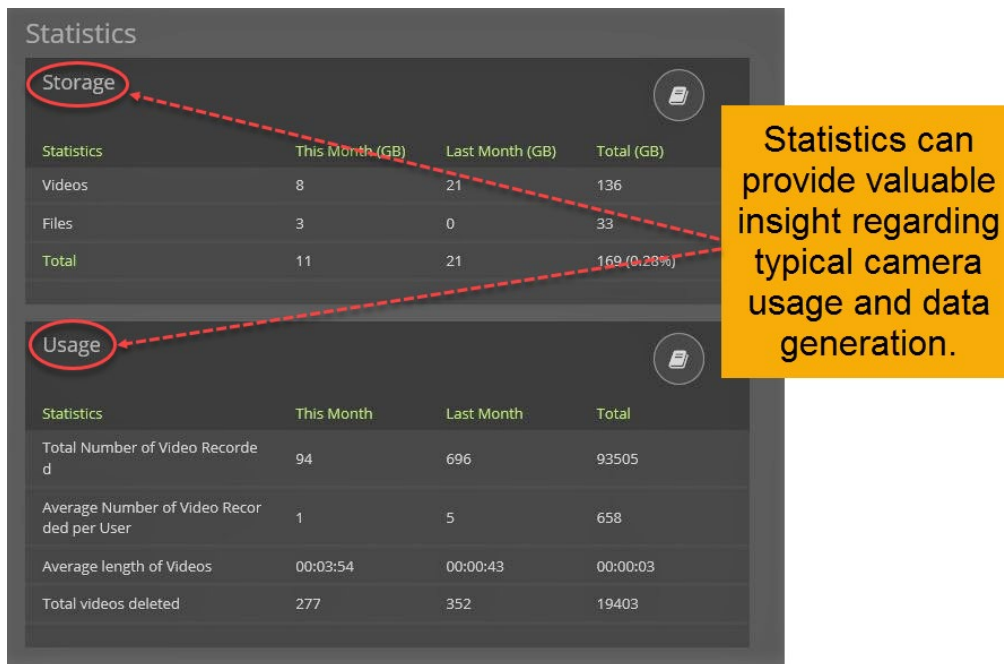 Statistics
Storage
Statistics This Month (GB) Last Month (GB) Total (GB)
Videos 8 21 136
Files 3 0 33
Total 11 21 169 (0.28%)
Usage
Statistics This Month Last Month Total
Total Number of Video Recorde
d 94 696 93505
Average Number of Video Recor
ded per User 1 5 658
Average length of Videos 00:03:54 00:00:43 00:00:03
Total videos deleted 277 352 19403
Statistics can
provide valuable
insight regarding
typical camera
usage and data
generation.